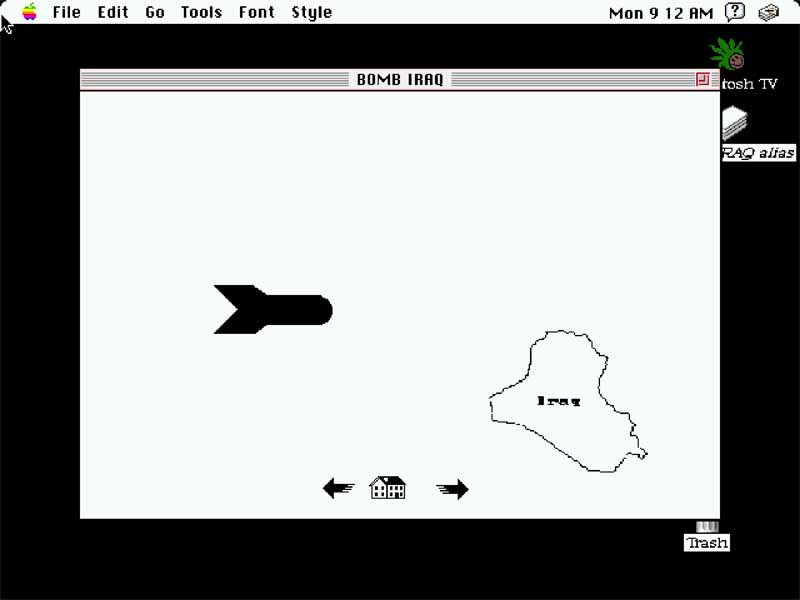 File Edit Go Tools Font Style Mon 9 12 AM
BOMB IRAQ
tosh TV
RAQ alias
Iraq
Trash